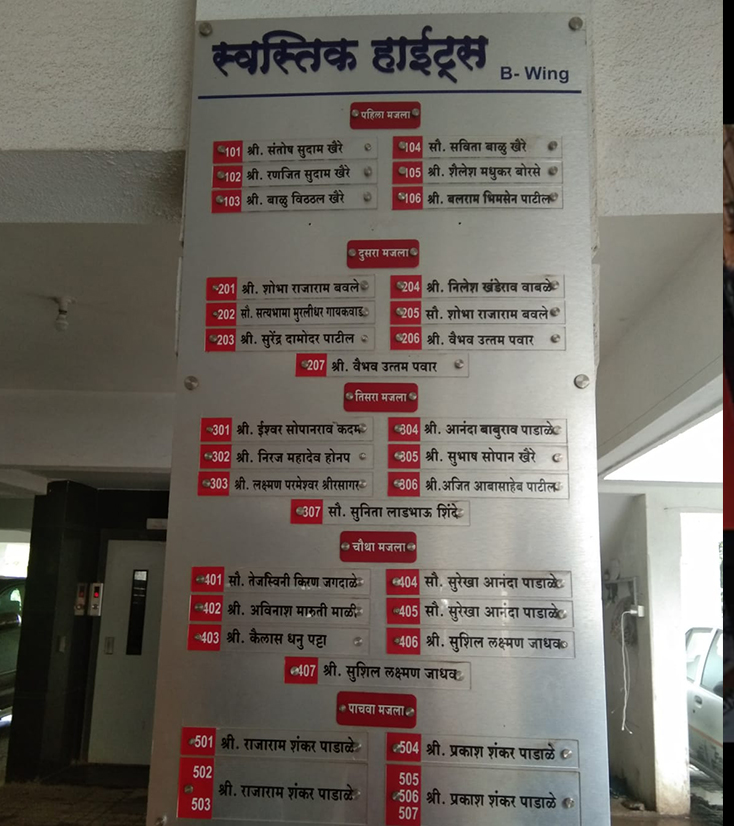 स्वस्तिक हाईट्स
B- Wing
पहिला मजला
101 श्री. संतोष सुदाम खैरे
104 सौ. सविता बाळु खैरे
102 श्री. रणजित सुदाम खैरे
105 श्री. शैलेश मधुकर बोरसे
103 श्री. बाळु विठ्ठल खैरे
106 श्री. बलराम भिमसेन पाटील
दुसरा मजला
201 श्री. शोभा राजाराम बवले
204 श्री. निलेश खंडेराव वाबळे
202 सौ. सत्यभामा मुरलीधर गायकवाड
205 सौ. शोभा राजाराम बवले
203 श्री. सुरेंद्र दामोदर पाटील
206 श्री. वैभव उत्तम पवार
207 श्री. वैभव उत्तम पवार
तिसरा मजला
301 श्री. ईश्वर सोपानराव कदम
304 श्री. आनंदा बाबुराव पाडाळे
302 श्री. निरज महादेव होनप
305 श्री. सुभाष सोपान खैरे
303 श्री. लक्ष्मण परमेश्वर श्रीरसागर
306 श्री.अजित आबासाहेब पाटील
307 सौ. सुनिता लाडभाऊ शिंदे
चौथा मजला
401 सौ. तेजस्विनी किरण जगदाळे
404 सौ. सुरेखा आनंदा पाडाळे
402 श्री. अविनाश मारुती माळी
405 सौ. सुरेखा आनंदा पाडाळे
403 श्री. कैलास धनु पट्टा
406 श्री. सुशिल लक्ष्मण जाधव
407 श्री. सुशिल लक्ष्मण जाधव
पाचवा मजला
501 श्री. राजाराम शंकर पाडाळे
504 श्री. प्रकाश शंकर पाडाळे
502
503 श्री. राजाराम शंकर पाडाळे
505
506 श्री. प्रकाश शंकर पाडाळे
507